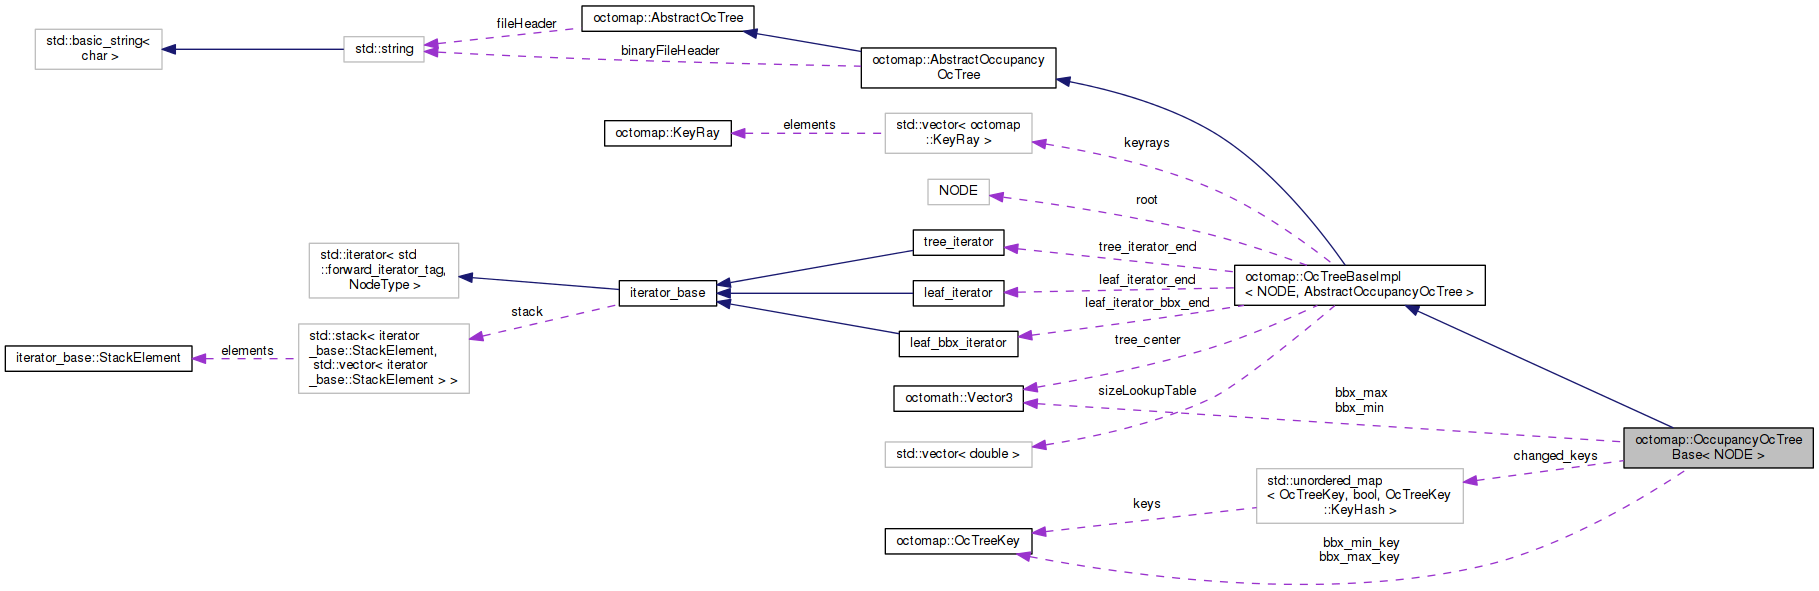 fileHeader
octomap::AbstractOcTree
std::basic_string<
char >
std::string
binaryFileHeader
octomap::AbstractOccupancy
OcTree
octomap::KeyRay
elements
std::vector< octomap
::KeyRay >
keyrays
NODE
root
tree_iterator
tree_iterator_end
std::iterator< std
::forward_iterator_tag,
NodeType >
iterator_base
leaf_iterator
leaf_iterator_end
octomap::OcTreeBaseImpl
< NODE, AbstractOccupancyOcTree >
leaf_iterator_bbx_end
stack
leaf_bbx_iterator
tree_center
iterator_base::StackElement
elements
std::stack< iterator
_base::StackElement,
std::vector< iterator
_base::StackElement > >
octomath::Vector3
sizeLookupTable
bbx_max
bbx_min
std::vector< double >
octomap::OccupancyOcTree
Base< NODE >
changed_keys
std::unordered_map
< OcTreeKey, bool, OcTreeKey
::KeyHash >
keys
octomap::OcTreeKey
bbx_min_key
bbx_max_key